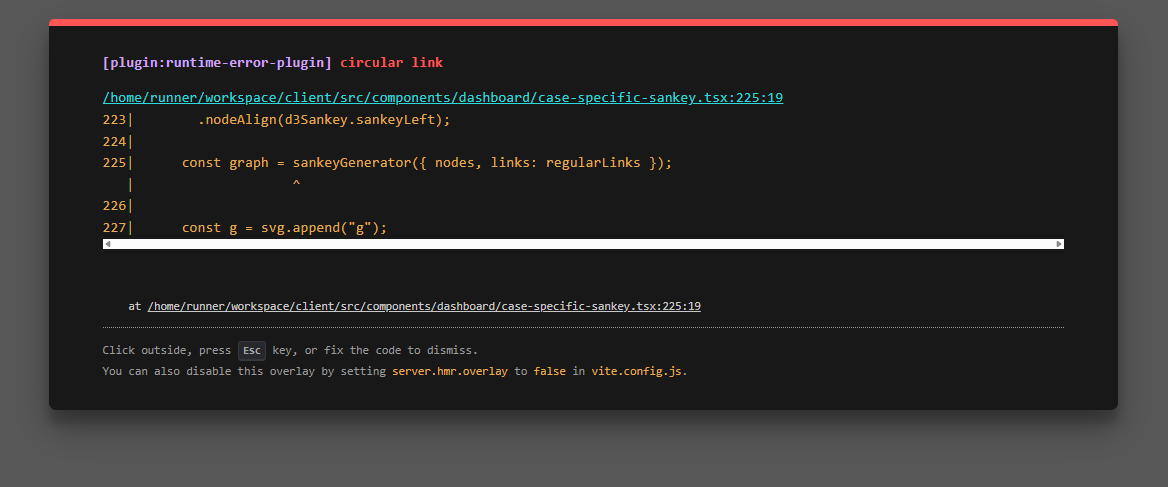 [plugin:runtime-error-plugin] circular link
/home/runner/workspace/client/src/components/dashboard/case-specific-sankey.tsx:225:19
223|        .nodeAlign(d3Sankey.sankeyLeft);
224|
225|      const graph = sankeyGenerator({ nodes, links: regularLinks });
   |                    ^
226|
227|      const g = svg.append("g");
at /home/runner/workspace/client/src/components/dashboard/case-specific-sankey.tsx:225:19
Click outside, press Esc key, or fix the code to dismiss.
You can also disable this overlay by setting server.hmr.overlay to false in vite.config.js.